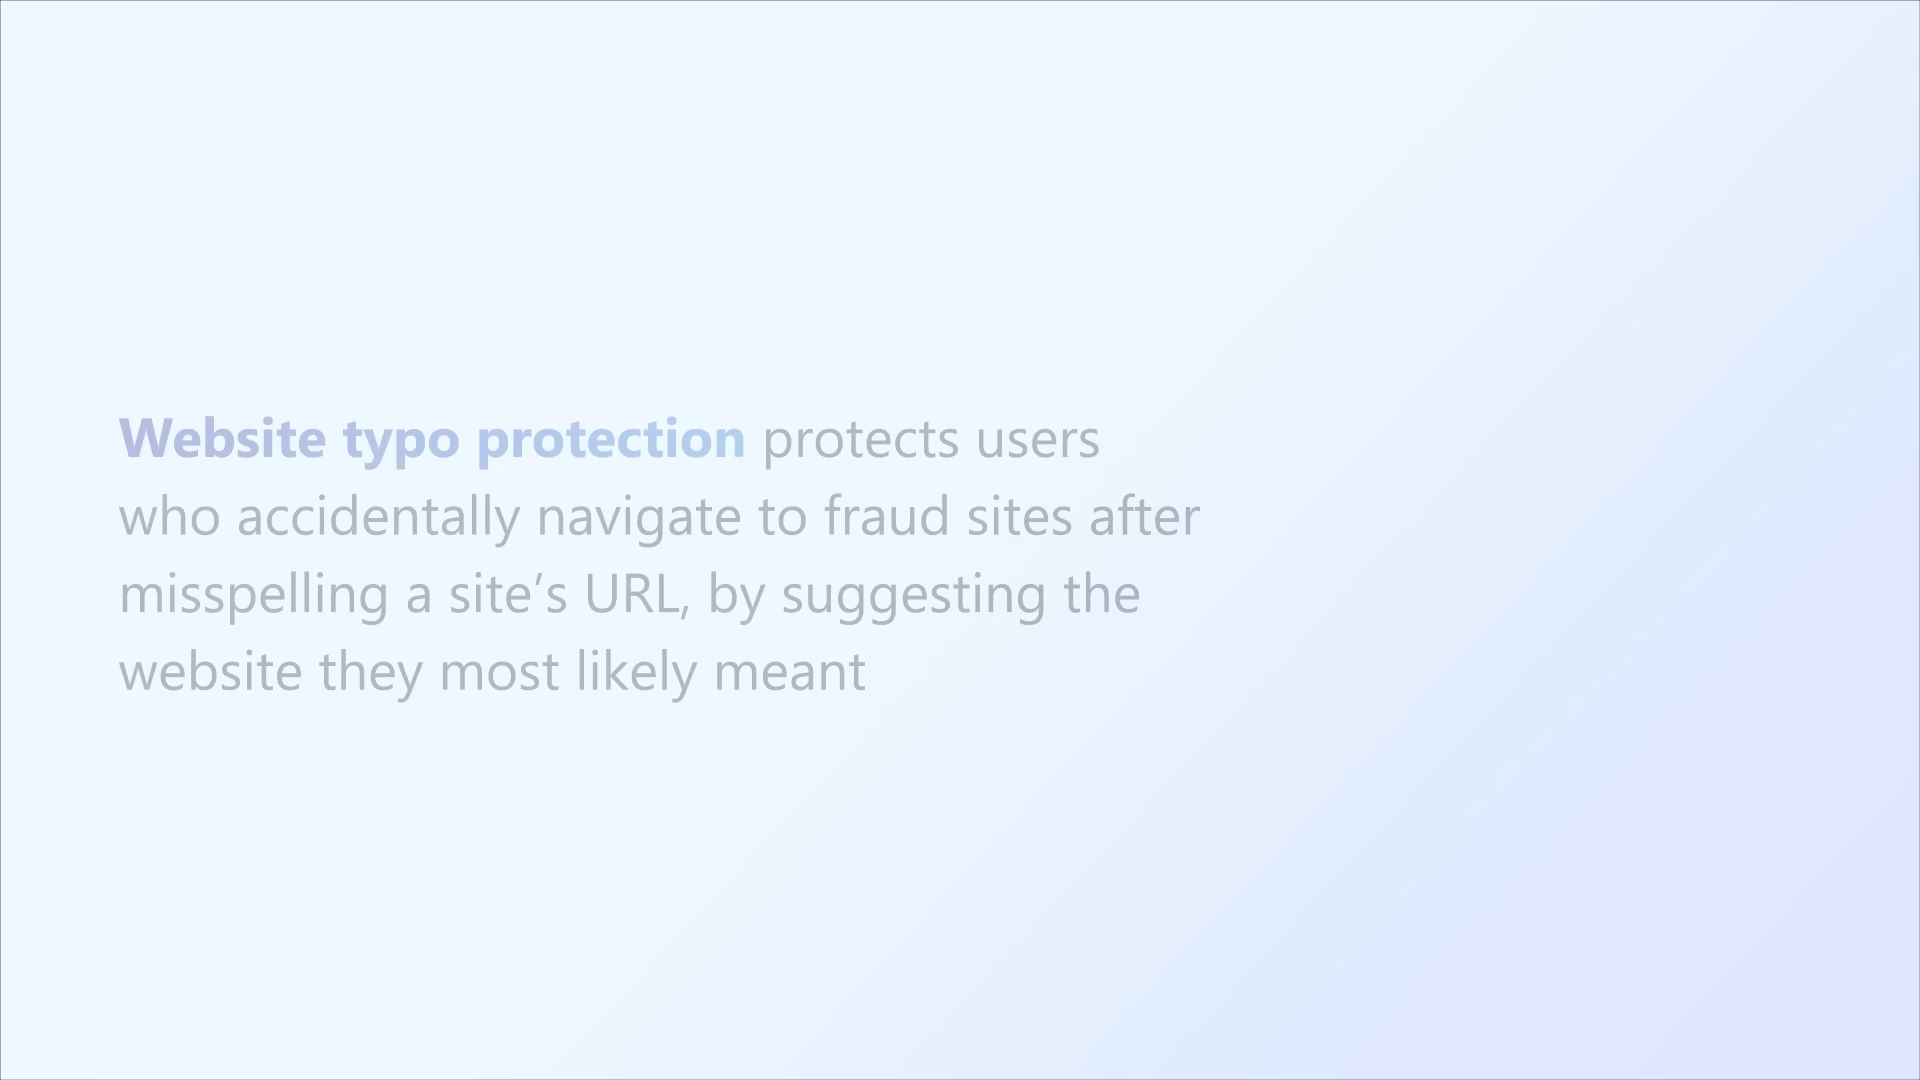 Website typo protection protects users
who accidentally navigate to fraud sites after
misspelling a site’s URL, by suggesting the
website they most likely meant